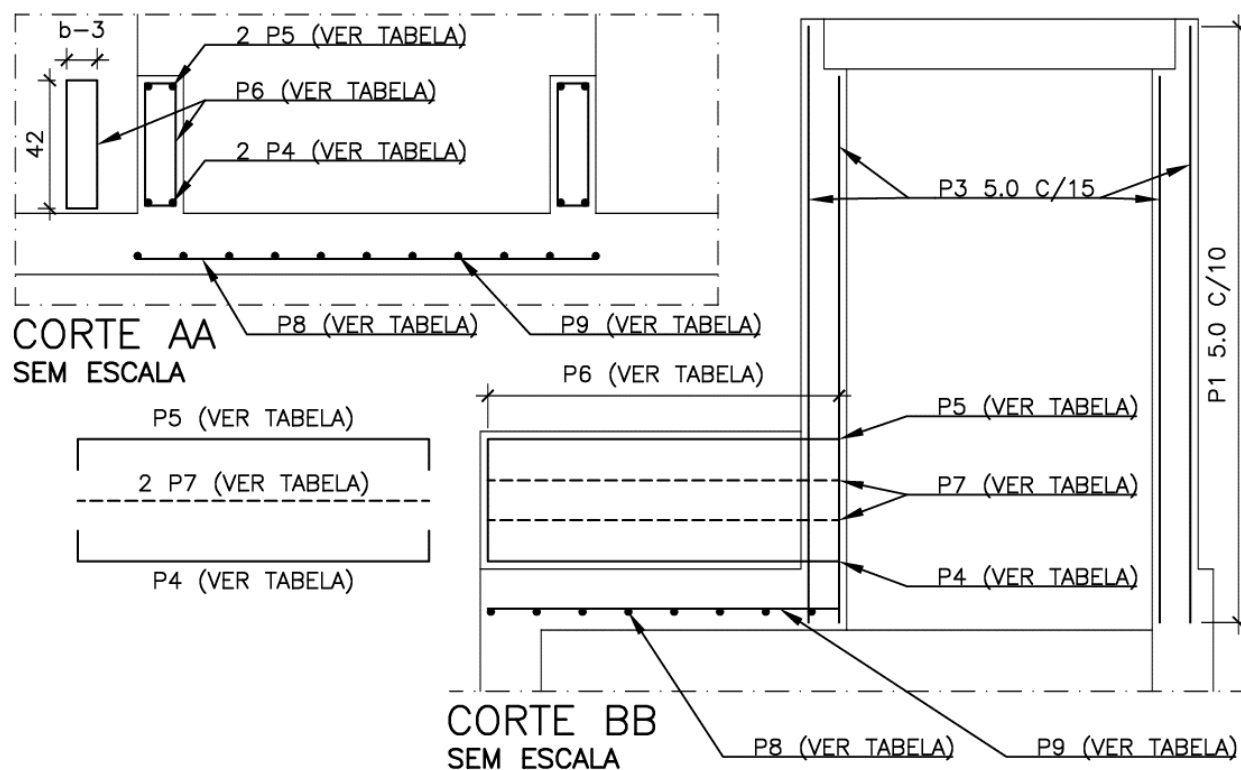 b-3
2 P5 (VER TABELA)
P6 (VER TABELA)
42
2 P4 (VER TABELA)
P3 5.0 C/15
P1 5.0 C/10
P8 (VER TABELA)
P9 (VER TABELA)
CORTE AA
SEM ESCALA
P6 (VER TABELA)
P5 (VER TABELA)
2 P7 (VER TABELA)
P4 (VER TABELA)
P5 (VER TABELA)
P7 (VER TABELA)
P4 (VER TABELA)
CORTE BB
SEM ESCALA
P8 (VER TABELA)
P9 (VER TABELA)